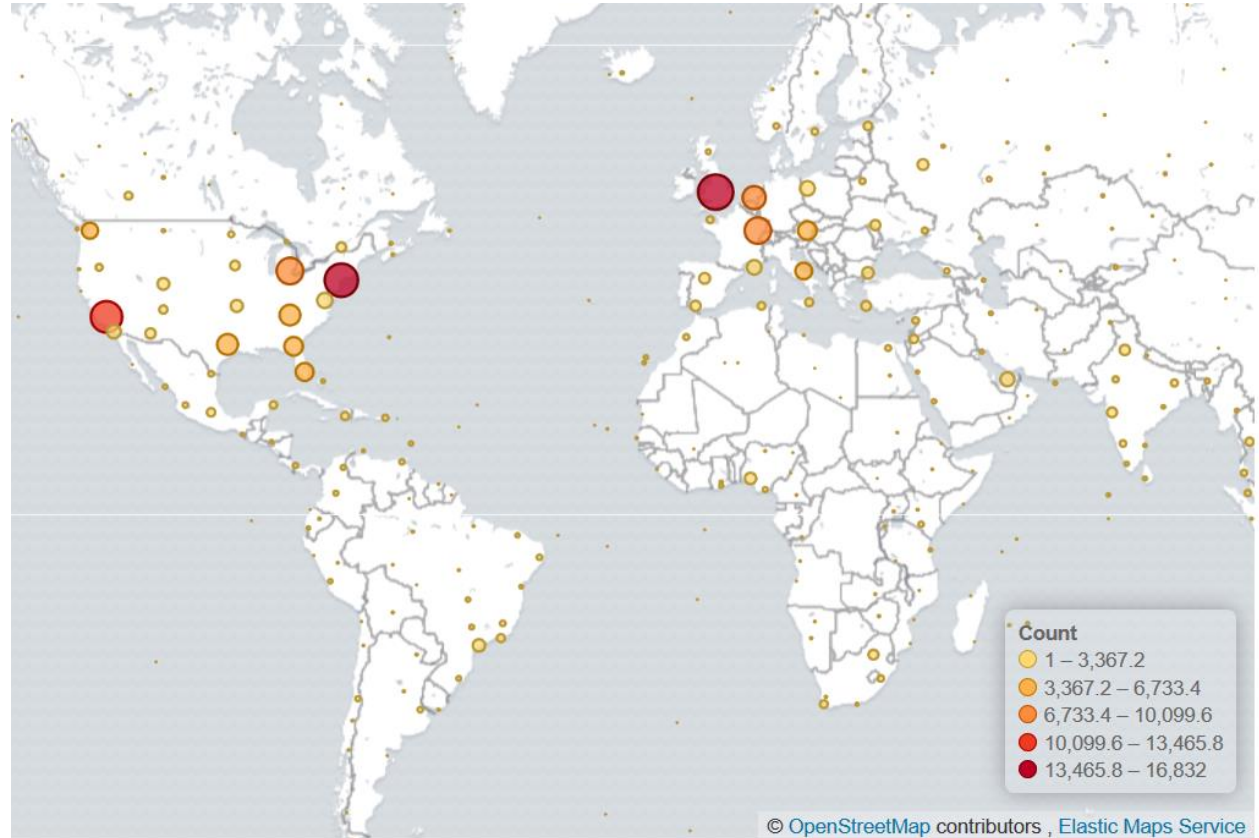 Count
1 – 3,367.2
3,367.2 – 6,733.4
6,733.4 – 10,099.6
10,099.6 – 13,465.8
13,465.8 – 16,832
© OpenStreetMap contributors , Elastic Maps Service